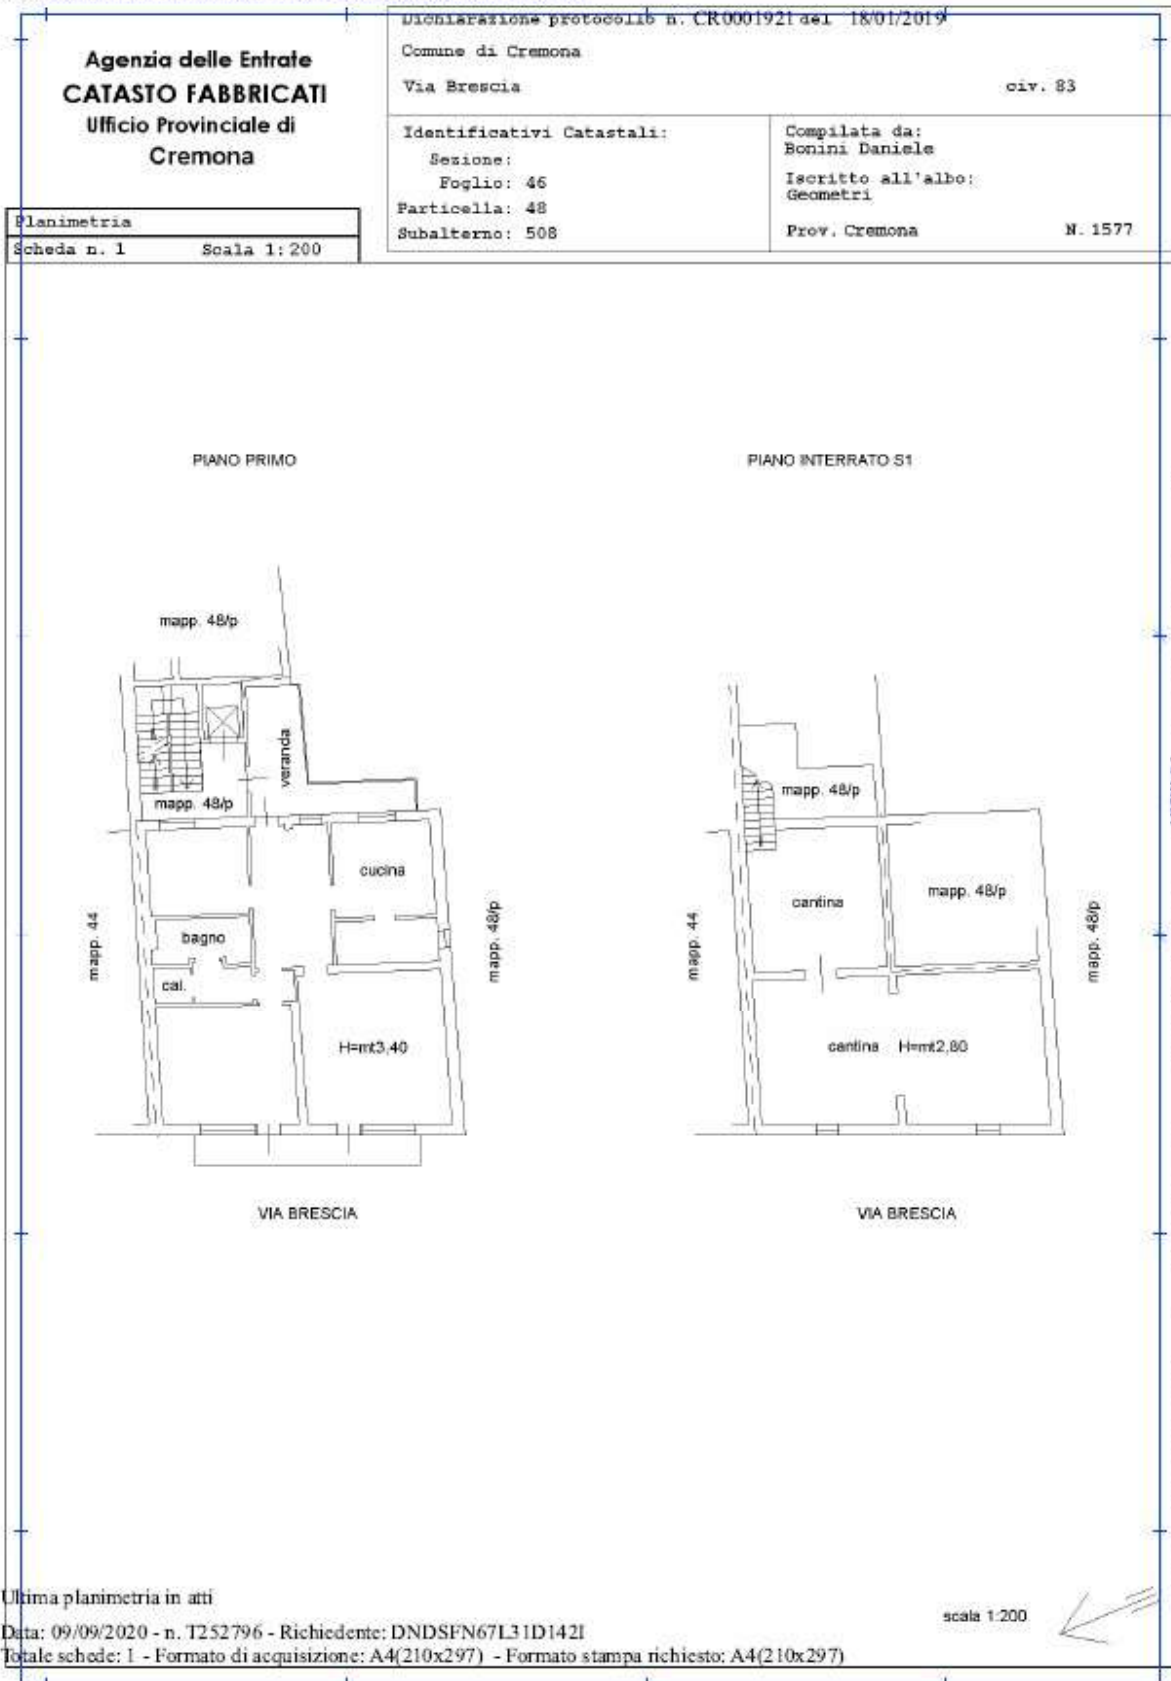 Agenzia delle Entrate
CATASTO FABBRICATI
Ufficio Provinciale di
Cremona
Planimetria
Scheda n. 1 Scala 1:200
Dichiarazione protocollo n. CR0001921 del 18/01/2019
Comune di Cremona
Via Brescia civ. 83
Identificativi Catastali:
Sezione:
Foglio: 46
Particella: 48
Subalterno: 508
Compilata da:
Bonini Daniele
Iscritto all'albo:
Geometri
Prov. Cremona N. 1577
PIANO PRIMO
mapp. 48/p
veranda
mapp. 48/p
cucina
bagno
cal.
mapp. 44
mapp. 48/p
H=mt3,40
VIA BRESCIA
PIANO INTERRATO S1
mapp. 48/p
cantina
mapp. 48/p
mapp. 44
mapp. 48/p
cantina H=mt2,80
VIA BRESCIA
Ultima planimetria in atti
scala 1:200
Data: 09/09/2020 - n. T252796 - Richiedente: DNDSFN67L31D142I
Totale schede: 1 - Formato di acquisizione: A4(210x297) - Formato stampa richiesto: A4(210x297)